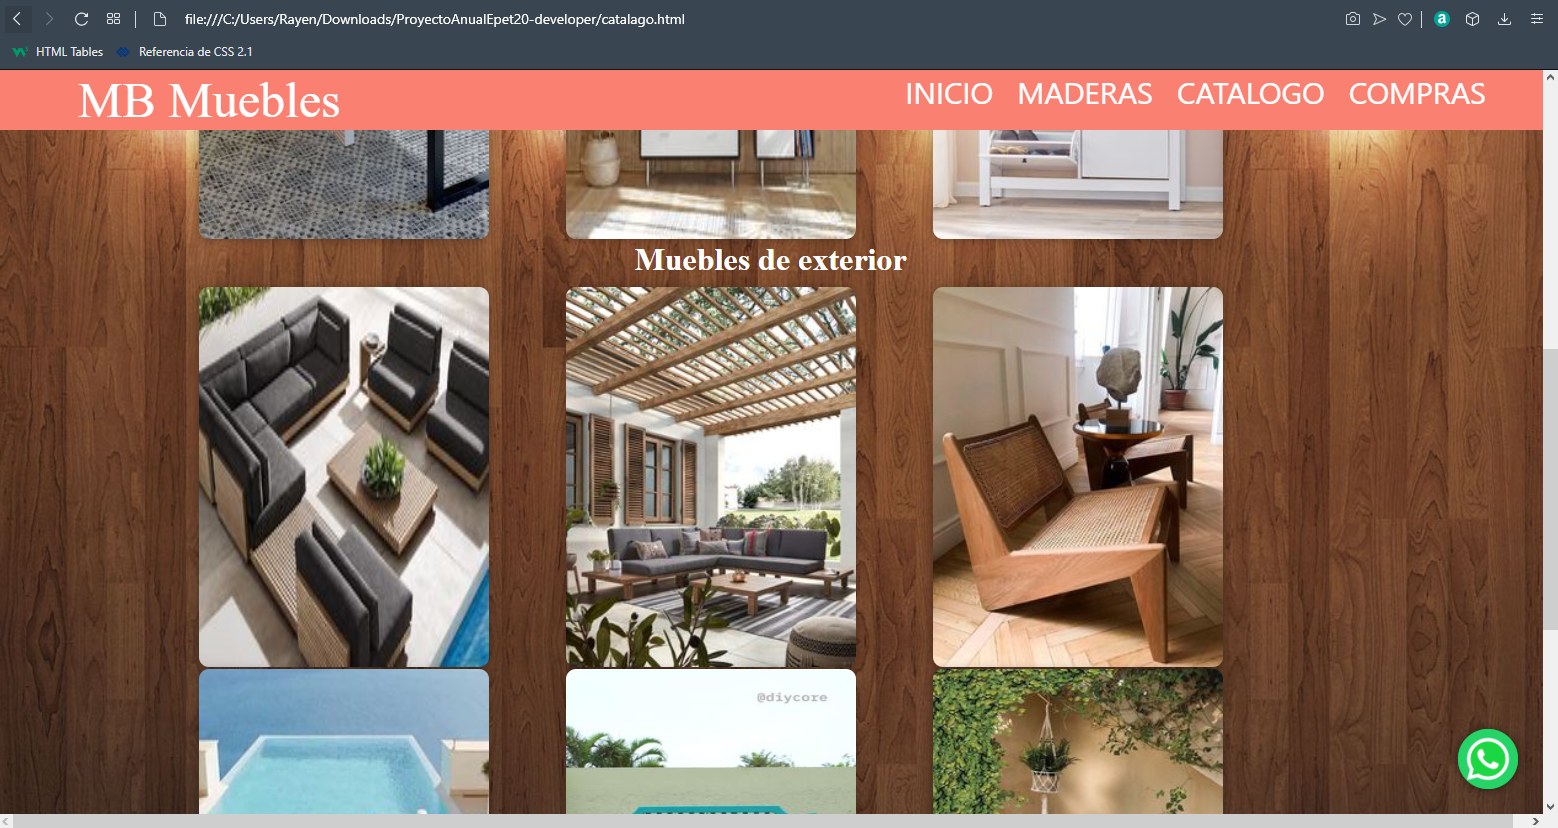 file:///C:/Users/Rayen/Downloads/ProyectoAnualEpet20-developer/catalago.html
HTML Tables
Referencia de CSS 2.1
MB Muebles
INICIO MADERAS CATALOGO COMPRAS
Muebles de exterior
@diycore